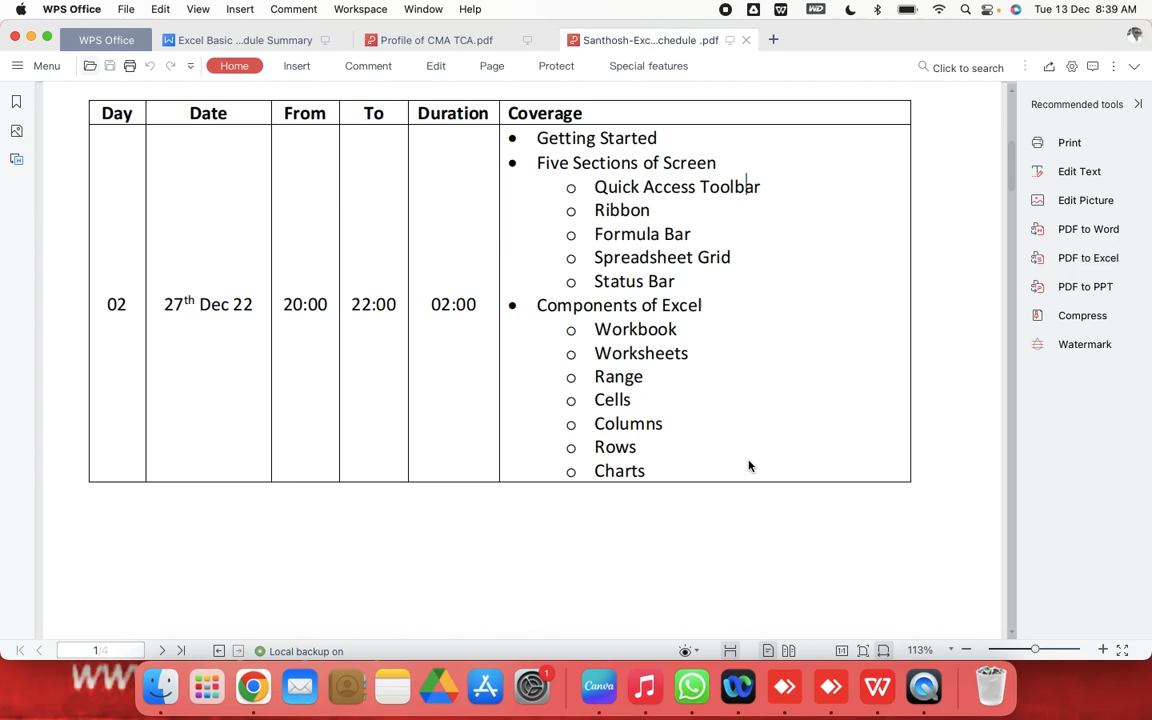 WPS Office File Edit View Insert Comment Workspace Window Help WD Tue 13 Dec 8:39 AM
WPS Office Excel Basic ...dule Summary Profile of CMA TCA.pdf Santhosh-Exc...chedule .pdf
Menu Home Insert Comment Edit Page Protect Special features Click to search
Recommended tools
Print
Edit Text
Edit Picture
PDF to Word
PDF to Excel
PDF to PPT
Compress
Watermark
Day Date From To Duration Coverage
• Getting Started
• Five Sections of Screen
o Quick Access Toolbar
o Ribbon
o Formula Bar
o Spreadsheet Grid
o Status Bar
02 27th Dec 22 20:00 22:00 02:00 • Components of Excel
o Workbook
o Worksheets
o Range
o Cells
o Columns
o Rows
o Charts
1/4 Local backup on 113%
www
Canva
1